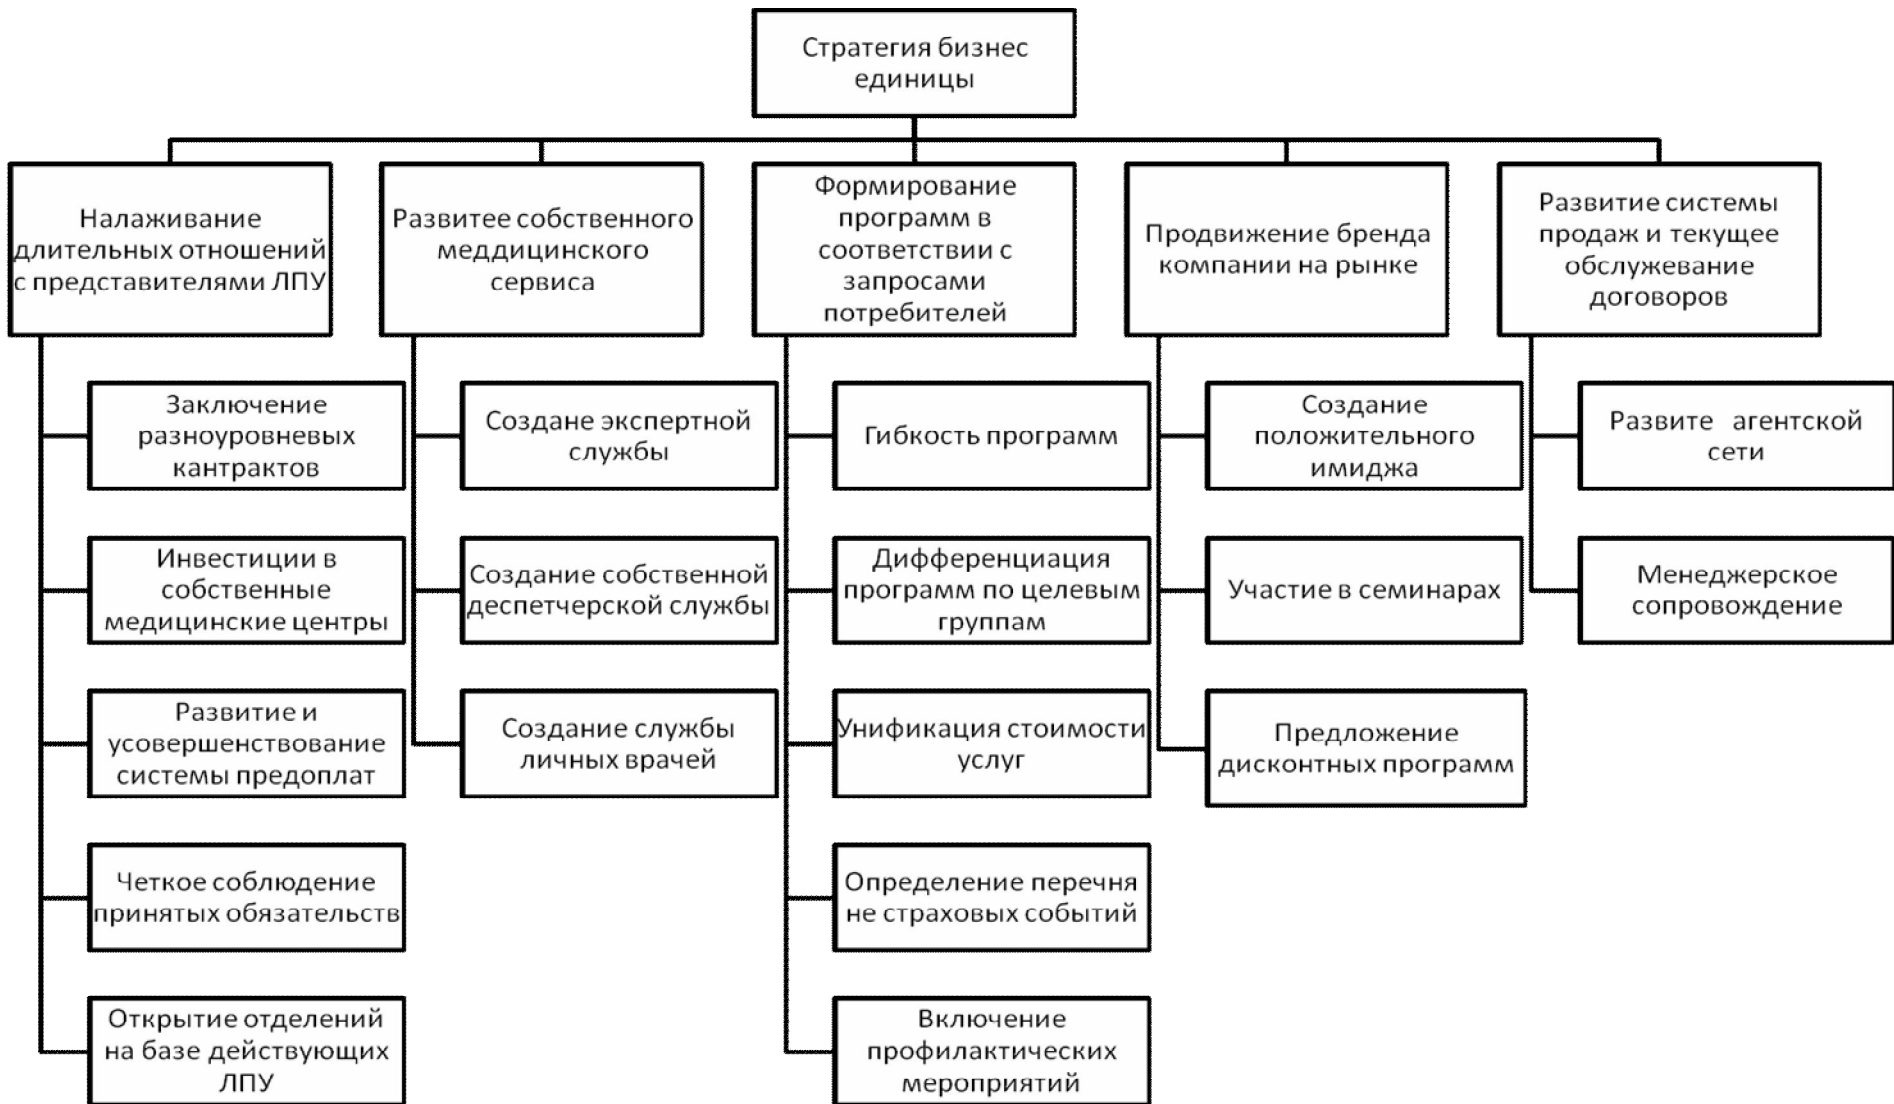 Стратегия бизнес
единицы
Налаживание
длительных отношений
с представителями ЛПУ
Заключение
разноуровневых
кантрактов
Инвестиции в
собственные
медицинские центры
Развитие и
усовершенствование
системы предоплат
Четкое соблюдение
принятых обязательств
Открытие отделений
на базе действующих
ЛПУ
Развитее собственного
меддицинского
сервиса
Создане экспертной
службы
Создание собственной
деспетчерской службы
Создание службы
личных врачей
Формирование
программ в
соответствии с
запросами
потребителей
Гибкость программ
Дифференциация
программ по целевым
группам
Унификация стоимости
услуг
Определение перечня
не страховых событий
Включение
профилактических
мероприятий
Продвижение бренда
компании на рынке
Создание
положительного
имиджа
Участие в семинарах
Предложение
дисконтных программ
Развитие системы
продаж и текущее
обслужевание
договоров
Развите агентской
сети
Менеджерское
сопровождение